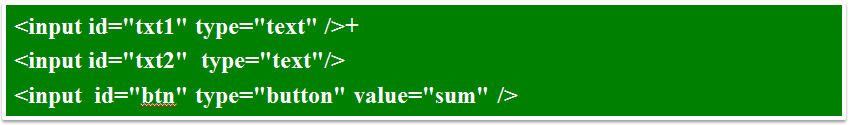 <input id="txt1" type="text" />+
<input id="txt2"  type="text"/>
<input  id="btn" type="button" value="sum" />